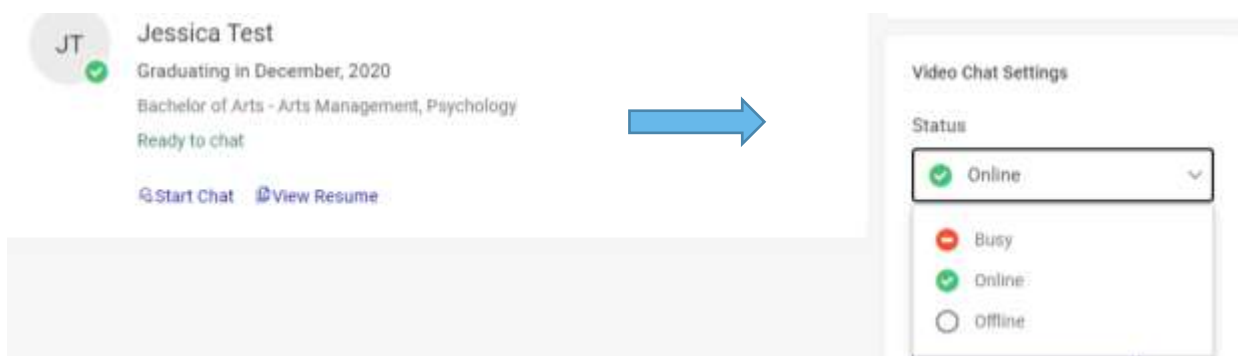 JT
Jessica Test
Graduating in December, 2020
Bachelor of Arts - Arts Management, Psychology
Ready to chat
Start Chat View Resume
Video Chat Settings
Status
Online
Busy
Online
Offline